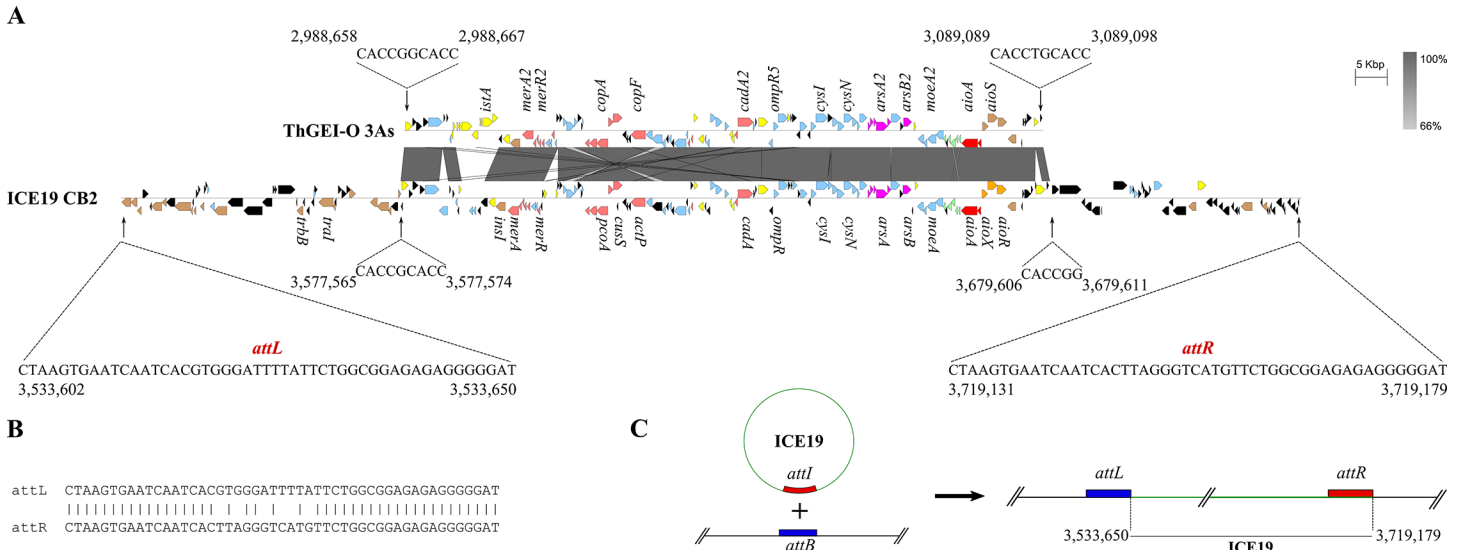 A
2,988,658 2,988,667
CACCGGCACC
3,089,089 3,089,098
CACCTGCACC
5 Kbp
100%
66%
istA merA2 merR2 copA copF cadA2 ompR5 cysI cysN arsA2 arsB2 moeA2 aioA aioS
ThGEI-O 3As
ICE19 CB2
trbB traI insI merA merR pcoA cusS actP cadA ompR cysI cysN arsA arsB moeA aioA aioX aioR
CACCGCACC
3,577,565 3,577,574
CACCGG
3,679,606 3,679,611
attL
CTAAGTGAATCAATCACGTGGGATTTTATTCTGGCGGAGAGAGGGGGAT
3,533,602 3,533,650
attR
CTAAGTGAATCAATCACTTAGGGTCATGTTCTGGCGGAGAGAGGGGGAT
3,719,131 3,719,179
B
attL CTAAGTGAATCAATCACGTGGGATTTTATTCTGGCGGAGAGAGGGGGAT
attR CTAAGTGAATCAATCACTTAGGGTCATGTTCTGGCGGAGAGAGGGGGAT
C
ICE19
attI
+
attB
attL attR
3,533,650 3,719,179
ICE19